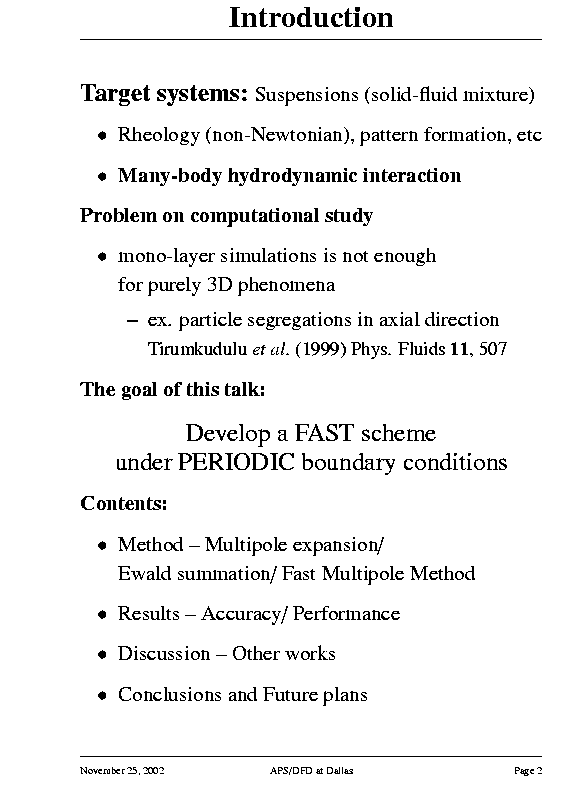 Introduction
Target systems: Suspensions (solid-fluid mixture)
• Rheology (non-Newtonian), pattern formation, etc
• Many-body hydrodynamic interaction
Problem on computational study
• mono-layer simulations is not enough
for purely 3D phenomena
– ex. particle segregations in axial direction
Tirumkudulu et al. (1999) Phys. Fluids 11, 507
The goal of this talk:
Develop a FAST scheme
under PERIODIC boundary conditions
Contents:
• Method – Multipole expansion/
Ewald summation/ Fast Multipole Method
• Results – Accuracy/ Performance
• Discussion – Other works
• Conclusions and Future plans
November 25, 2002 APS/DFD at Dallas Page 2